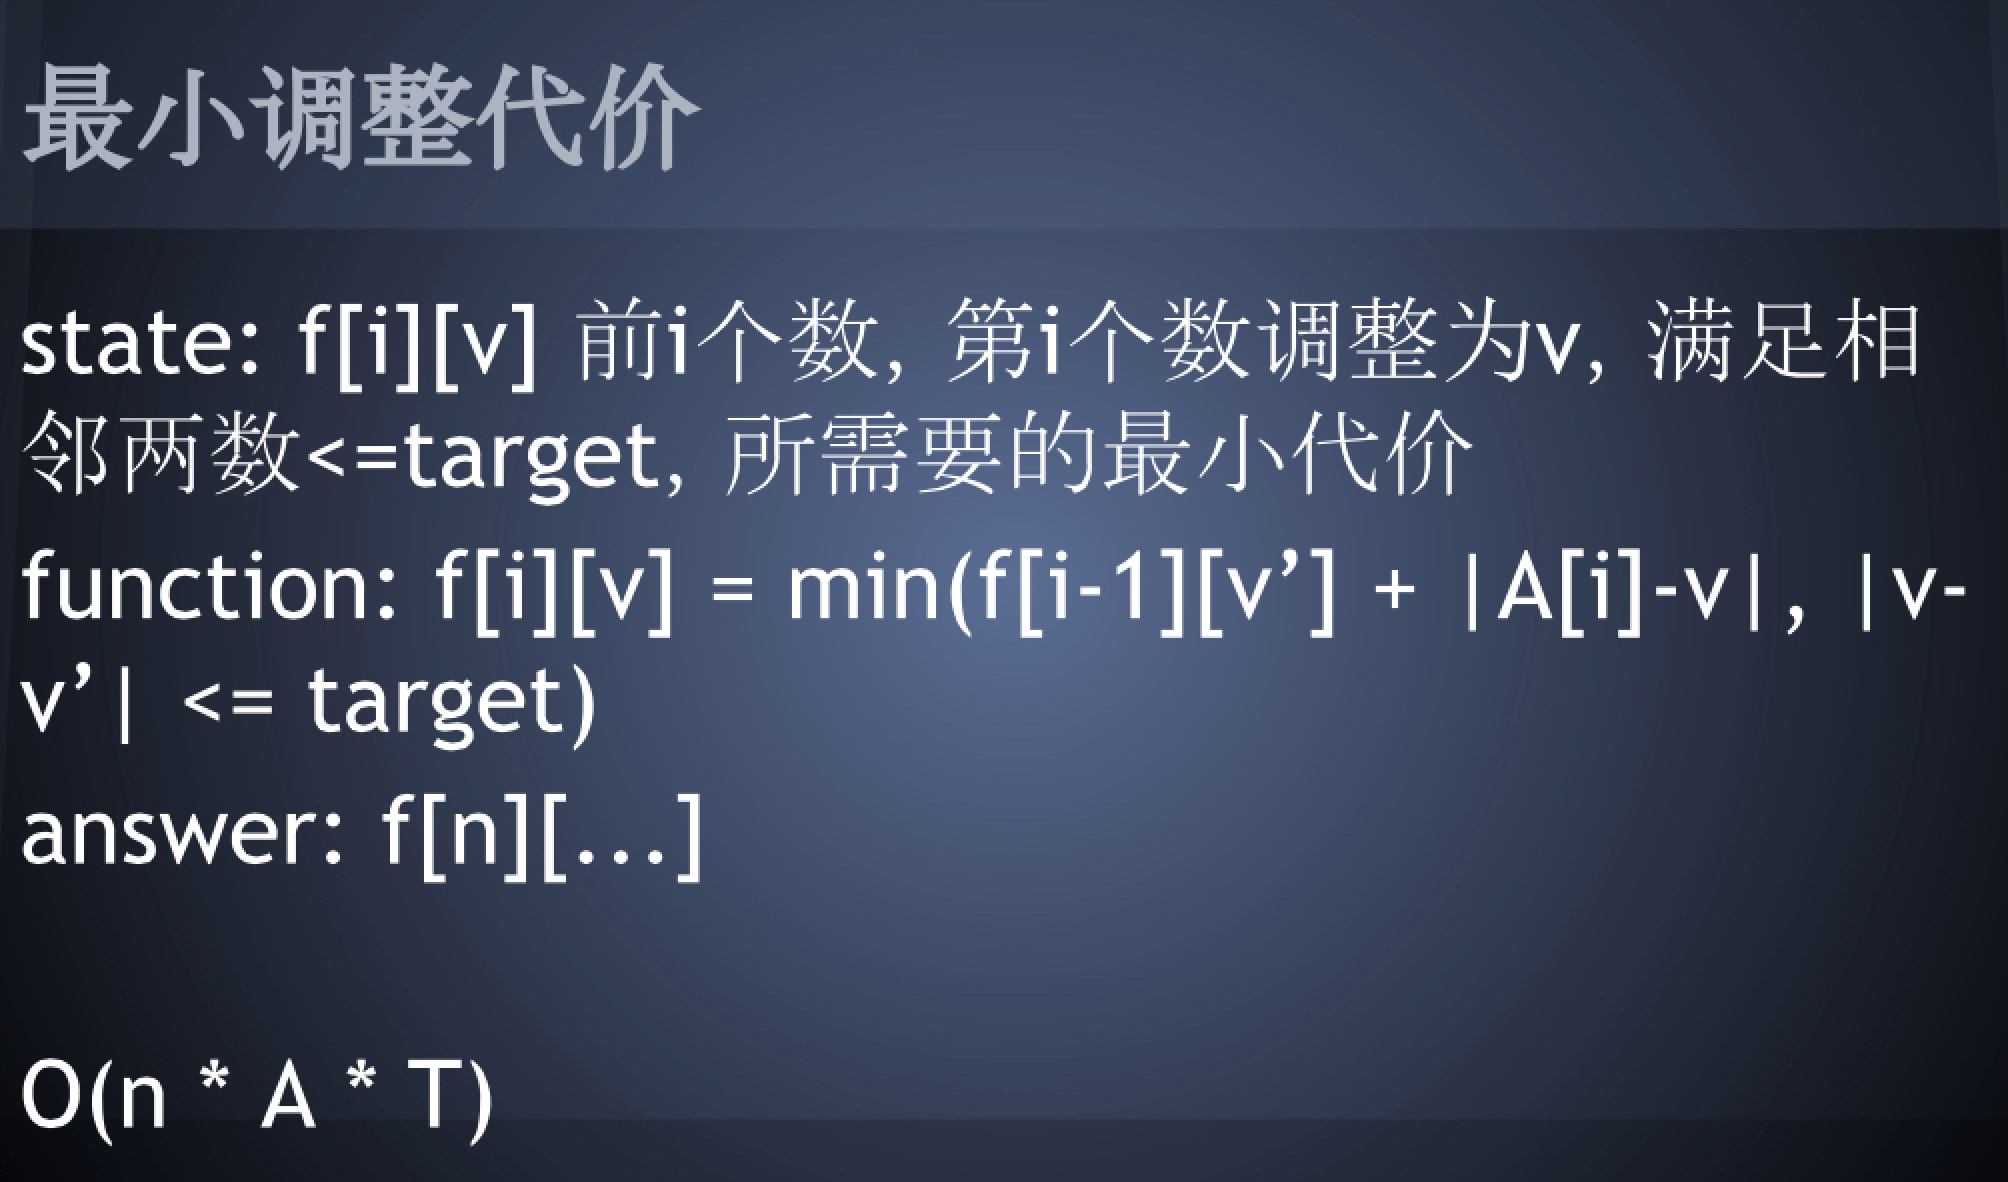 最小调整代价
state: f[i][v] 前i个数, 第i个数调整为v, 满足相
邻两数<=target, 所需要的最小代价
function: f[i][v] = min(f[i-1][v’] + |A[i]-v|, |v-
v’| <= target)
answer: f[n][...]
O(n * A * T)